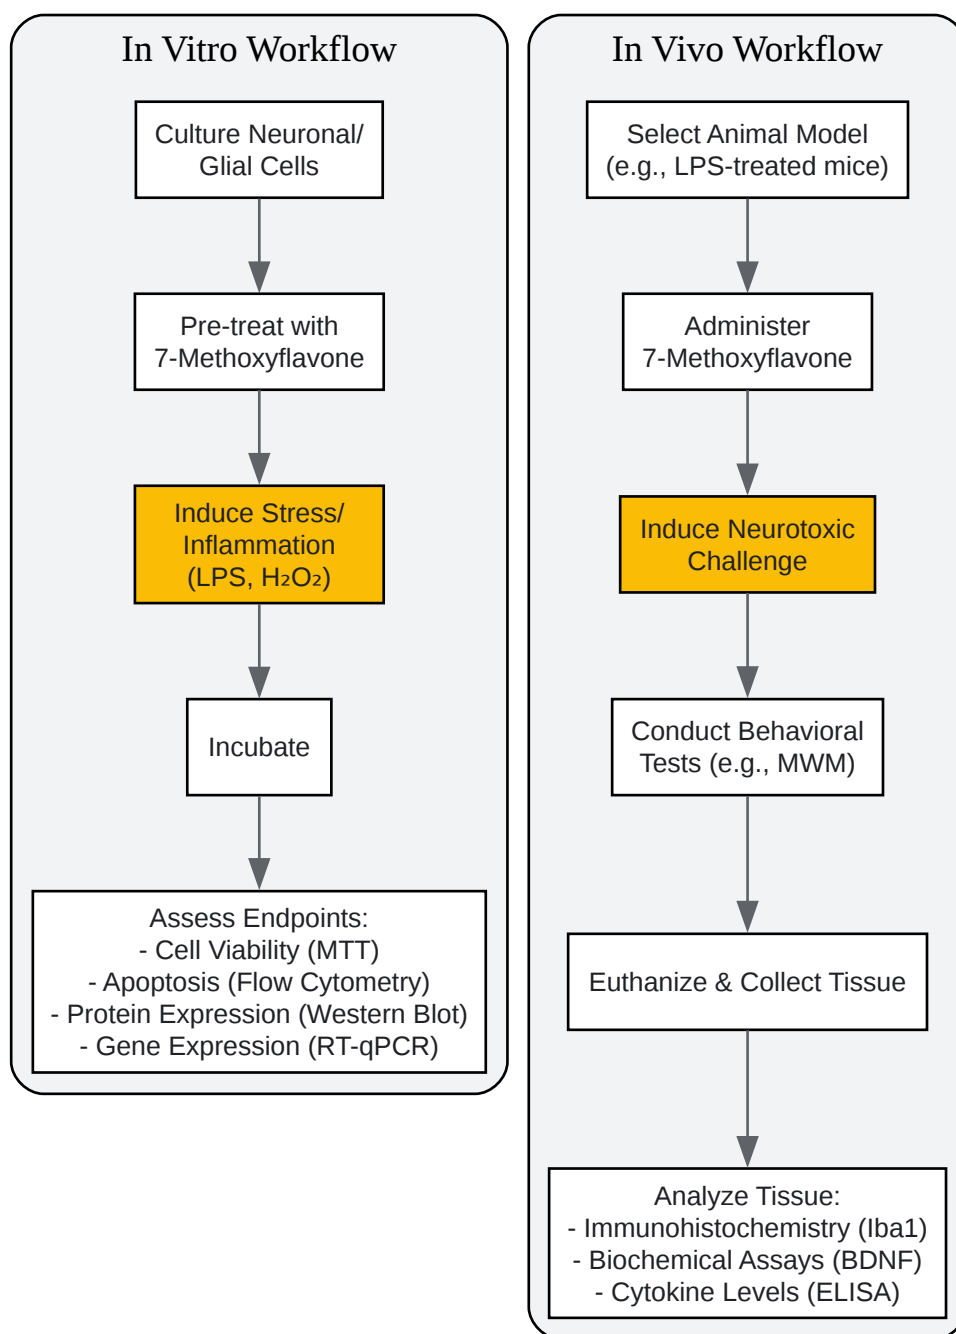 In Vitro Workflow
Culture Neuronal/
Glial Cells
Pre-treat with
7-Methoxyflavone
Induce Stress/
Inflammation
(LPS, H₂O₂)
Incubate
Assess Endpoints:
- Cell Viability (MTT)
- Apoptosis (Flow Cytometry)
- Protein Expression (Western Blot)
- Gene Expression (RT-qPCR)
In Vivo Workflow
Select Animal Model
(e.g., LPS-treated mice)
Administer
7-Methoxyflavone
Induce Neurotoxic
Challenge
Conduct Behavioral
Tests (e.g., MWM)
Euthanize & Collect Tissue
Analyze Tissue:
- Immunohistochemistry (Iba1)
- Biochemical Assays (BDNF)
- Cytokine Levels (ELISA)